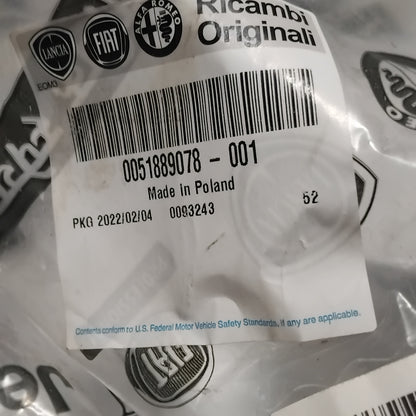 LANCIA
FIAT
ALFA ROMEO
Ricambi
Originali
0051889078 - 001
Made in Poland
PKG 2022/02/04 0093243 52
Contents conform to U.S. Federal Motor Vehicle Safety Standards, if any are applicable.
FIAT